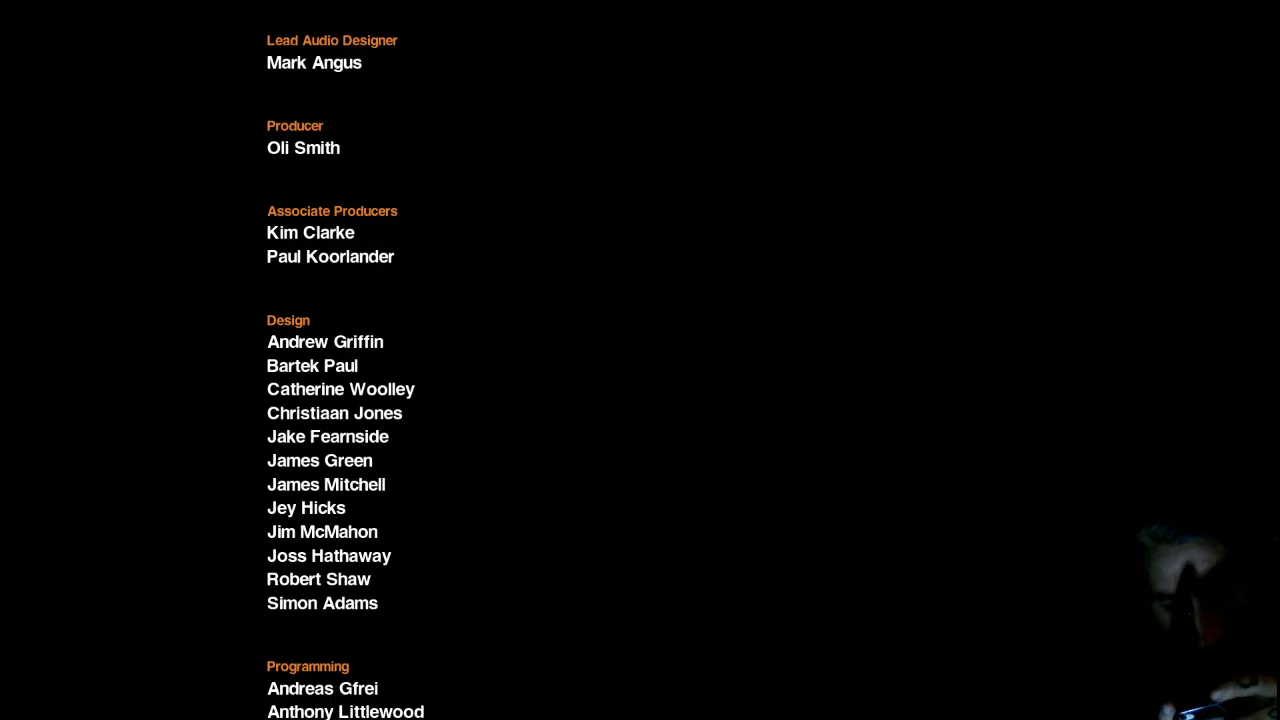 Lead Audio Designer
Mark Angus
Producer
Oli Smith
Associate Producers
Kim Clarke
Paul Koorlander
Design
Andrew Griffin
Bartek Paul
Catherine Woolley
Christiaan Jones
Jake Fearnside
James Green
James Mitchell
Jey Hicks
Jim McMahon
Joss Hathaway
Robert Shaw
Simon Adams
Programming
Andreas Gfrei
Anthony Littlewood